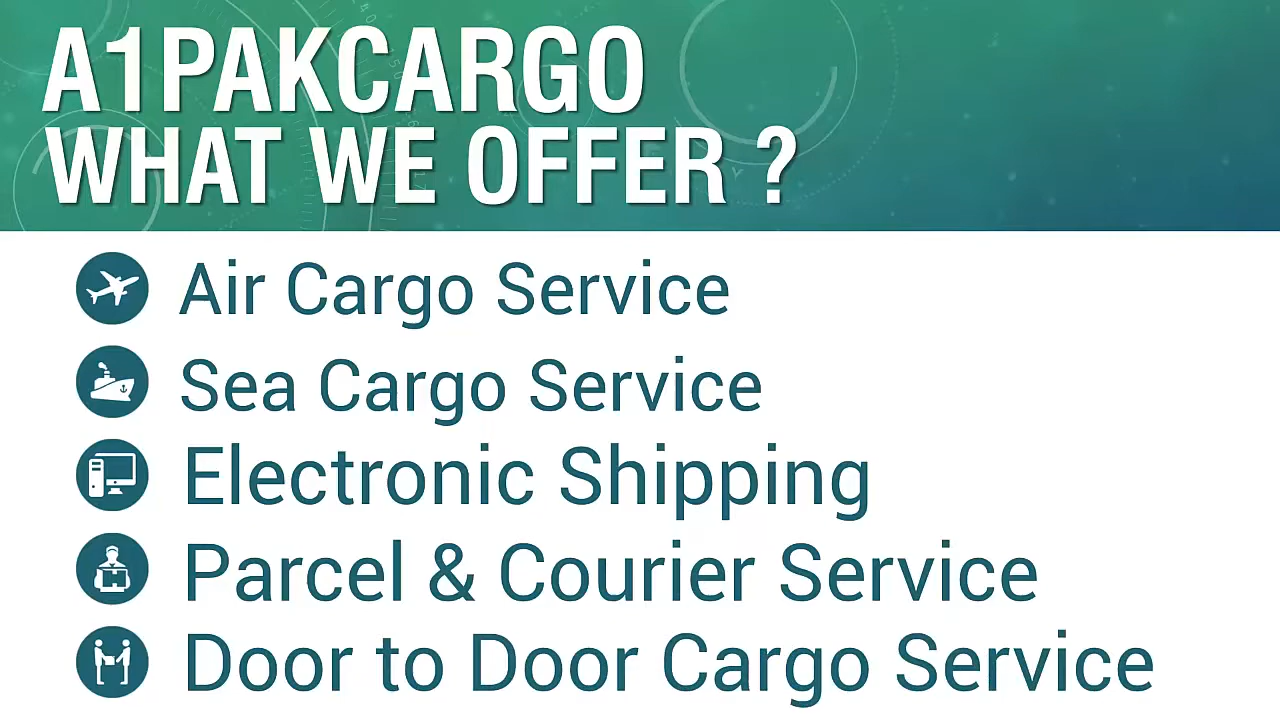 A1PAKCARGO
WHAT WE OFFER ?
Air Cargo Service
Sea Cargo Service
Electronic Shipping
Parcel & Courier Service
Door to Door Cargo Service